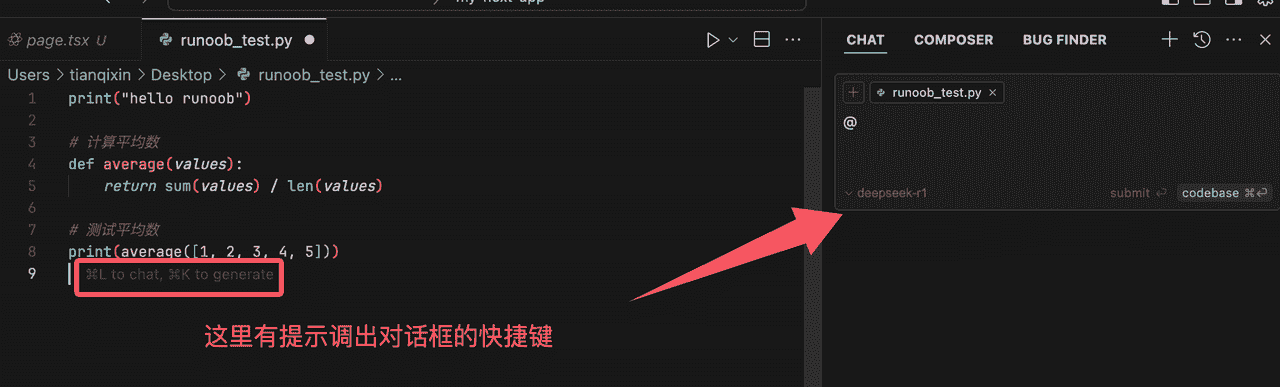 my-next-app
page.tsx U
runoob_test.py
CHAT COMPOSER BUG FINDER
Users > tianqixin > Desktop > runoob_test.py > ...
1 print("hello runoob")
2
3 # 计算平均数
4 def average(values):
5 return sum(values) / len(values)
6
7 # 测试平均数
8 print(average([1, 2, 3, 4, 5]))
9 ⌘L to chat, ⌘K to generate
runoob_test.py ×
@
deepseek-r1 submit ⏎ codebase ⌘⏎
这里有提示调出对话框的快捷键